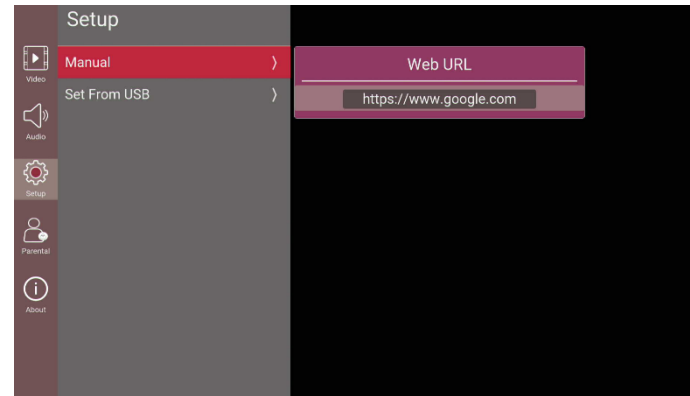 Setup
Video
Audio
Setup
Parental
About
Manual
Set From USB
Web URL
https://www.google.com